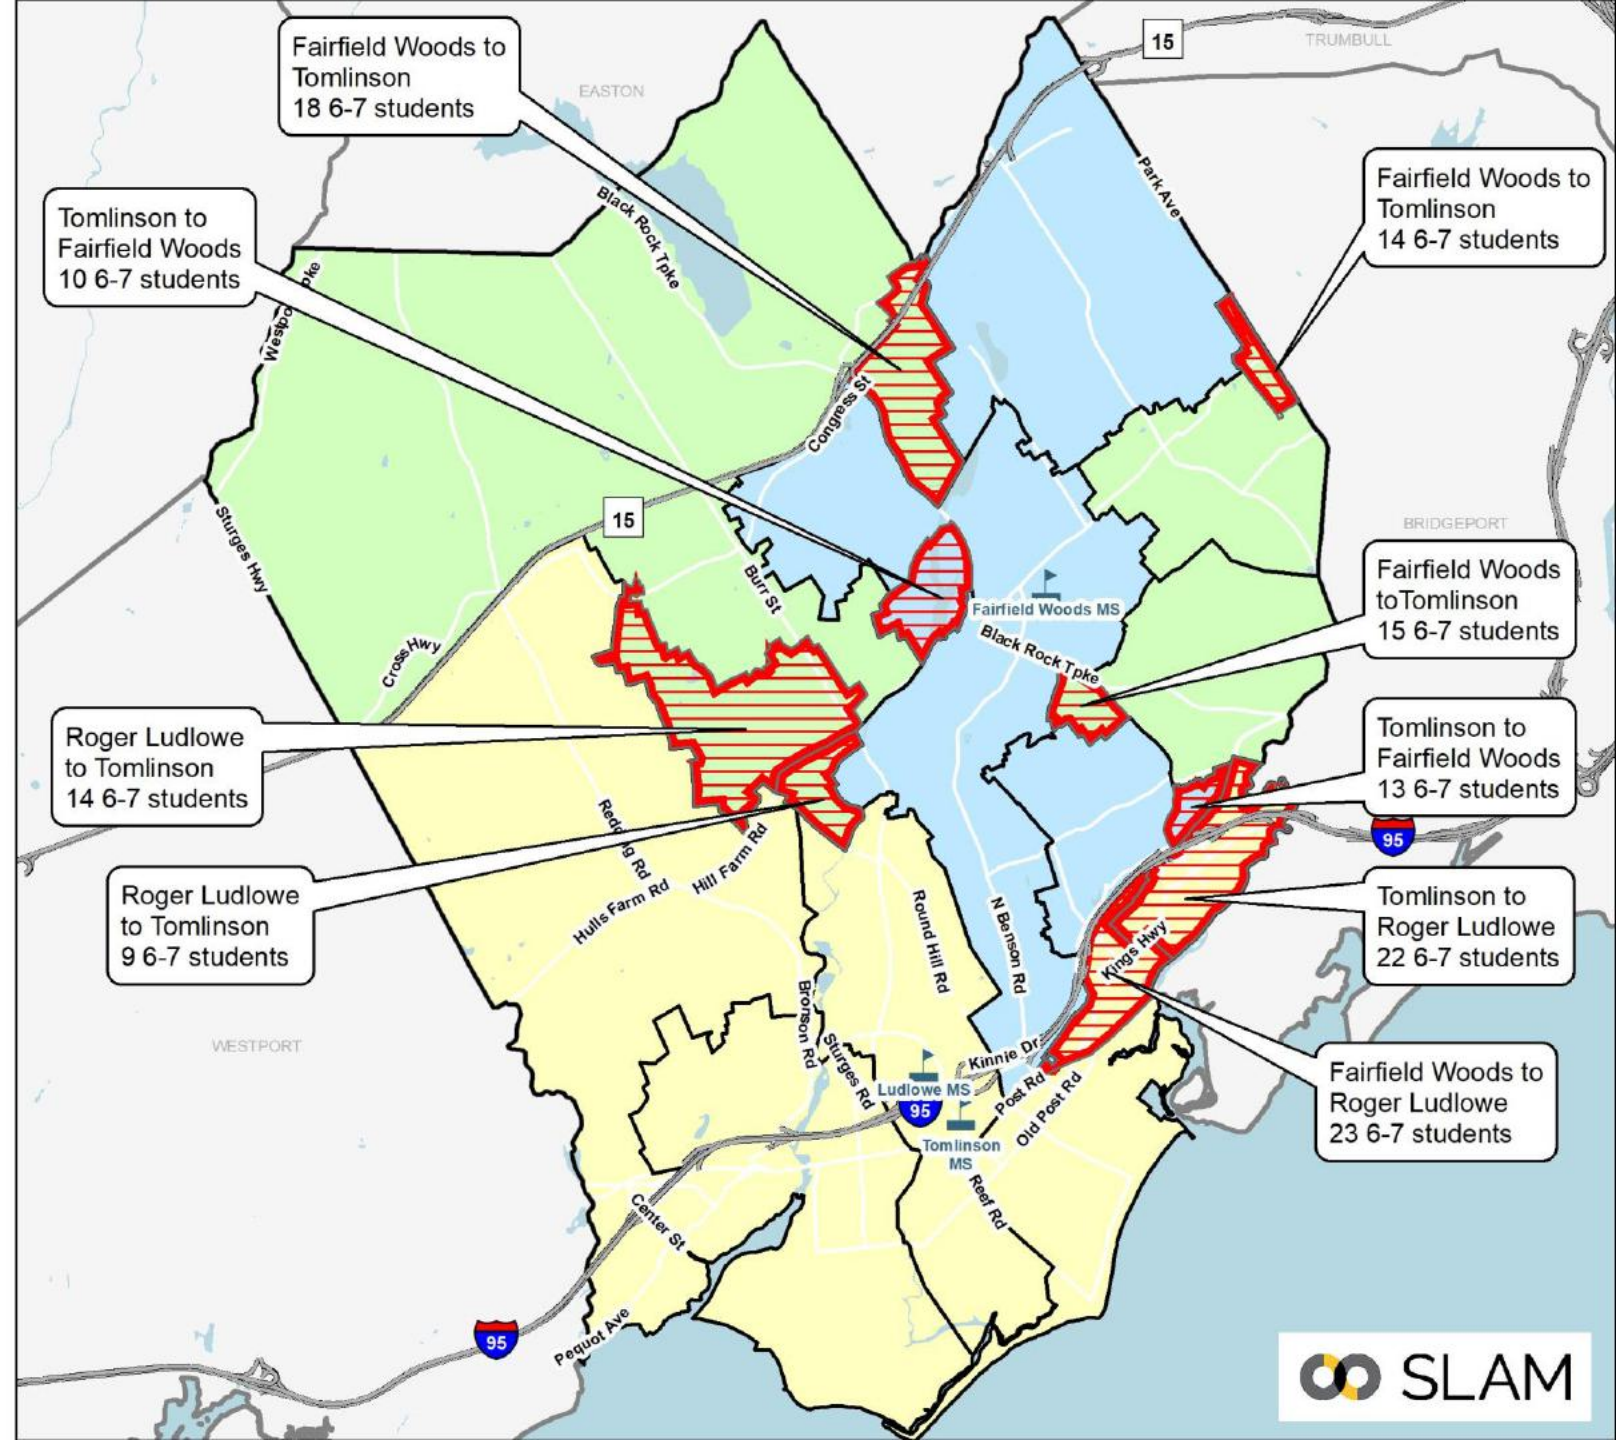 Fairfield Woods to
Tomlinson
18 6-7 students
15
TRUMBULL
EASTON
Park Ave
Fairfield Woods to
Tomlinson
14 6-7 students
Tomlinson to
Fairfield Woods
10 6-7 students
Black Rock Tpke
Congress St
15
Sturges Hwy
BRIDGEPORT
Burr St
Fairfield Woods MS
Fairfield Woods
toTomlinson
15 6-7 students
Black Rock Tpke
Cross Hwy
Roger Ludlowe
to Tomlinson
14 6-7 students
Tomlinson to
Fairfield Woods
13 6-7 students
95
Hill Farm Rd
Hulls Farm Rd
Roger Ludlowe
to Tomlinson
9 6-7 students
Round Hill Rd
N Benson Rd
Kings Hwy
Tomlinson to
Roger Ludlowe
22 6-7 students
Bronson Rd
Sturges Rd
WESTPORT
Kinnie Dr
Ludlowe MS
95
Post Rd
Old Post Rd
Fairfield Woods to
Roger Ludlowe
23 6-7 students
Tomlinson
MS
Reef Rd
Center St
Pequot Ave
95
SLAM